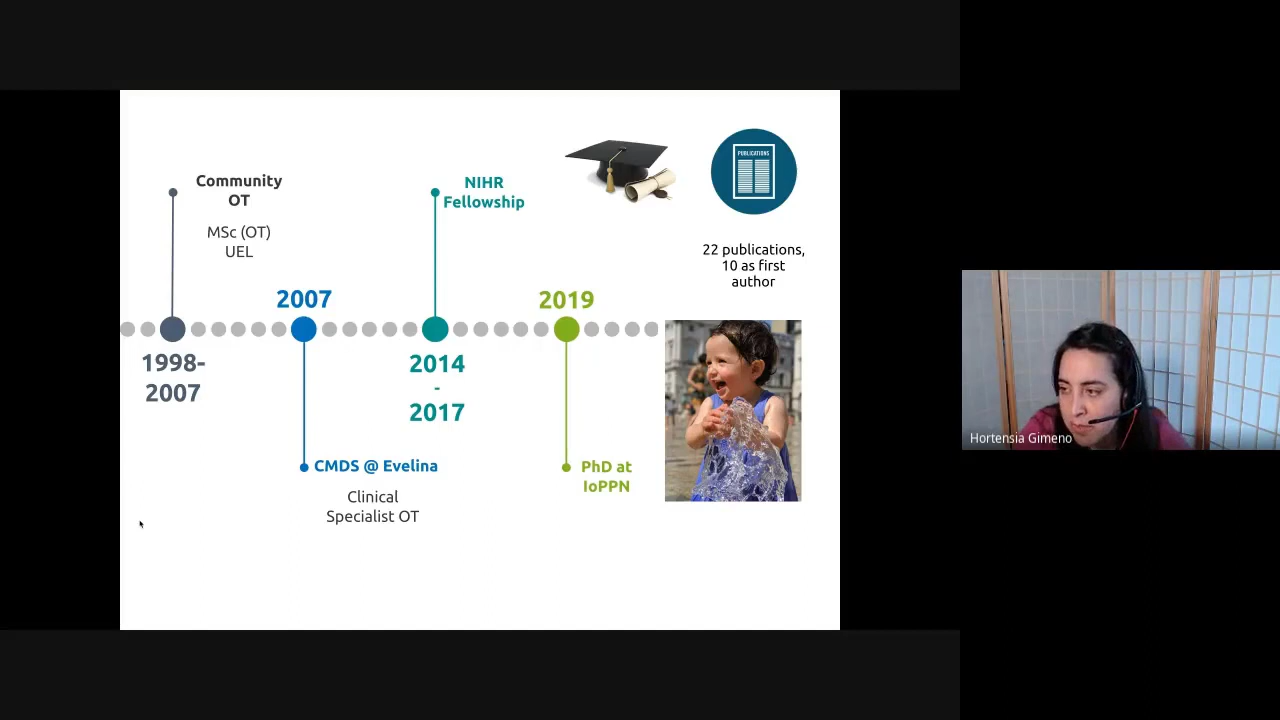 Community
OT
MSc (OT)
UEL
NIHR
Fellowship
PUBLICATIONS
22 publications,
10 as first
author
2007
2019
1998-
2007
2014
-
2017
CMDS @ Evelina
Clinical
Specialist OT
PhD at
IoPPN
Hortensia Gimeno